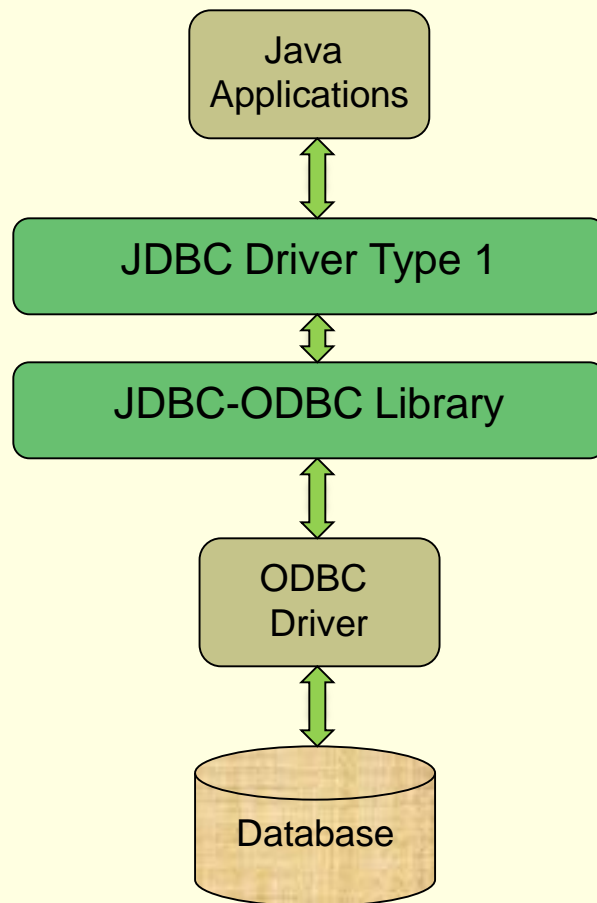 Java
Applications
JDBC Driver Type 1
JDBC-ODBC Library
ODBC
Driver
Database